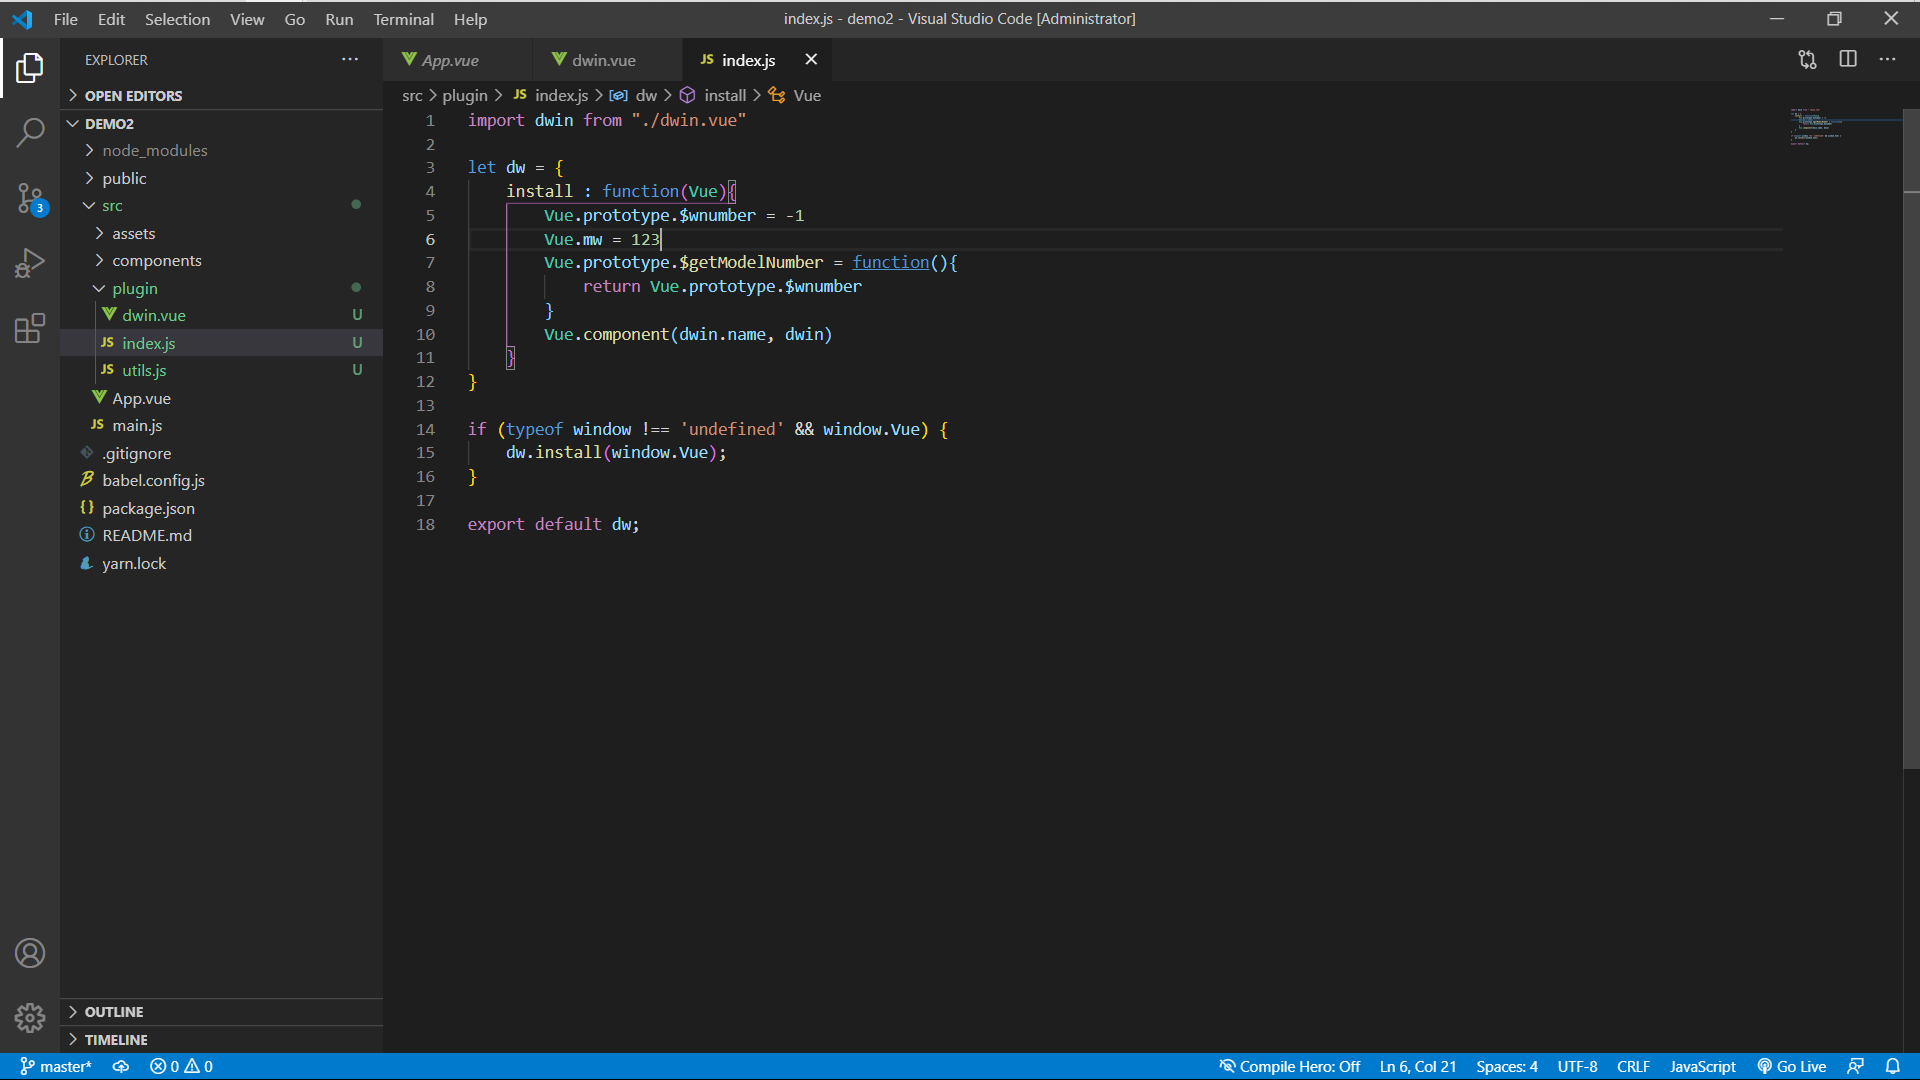 File Edit Selection View Go Run Terminal Help
index.js - demo2 - Visual Studio Code [Administrator]
EXPLORER
OPEN EDITORS
DEMO2
node_modules
public
src
assets
components
plugin
dwin.vue U
JS index.js U
JS utils.js U
App.vue
JS main.js
.gitignore
babel.config.js
{} package.json
README.md
yarn.lock
OUTLINE
TIMELINE
3
App.vue
dwin.vue
JS index.js
src > plugin > JS index.js > dw > install > Vue
1 import dwin from "./dwin.vue"
2
3 let dw = {
4 install : function(Vue){
5 Vue.prototype.$wnumber = -1
6 Vue.mw = 123
7 Vue.prototype.$getModelNumber = function(){
8 return Vue.prototype.$wnumber
9 }
10 Vue.component(dwin.name, dwin)
11 }
12 }
13
14 if (typeof window !== 'undefined' && window.Vue) {
15 dw.install(window.Vue);
16 }
17
18 export default dw;
master* 0 0
Compile Hero: Off Ln 6, Col 21 Spaces: 4 UTF-8 CRLF JavaScript Go Live